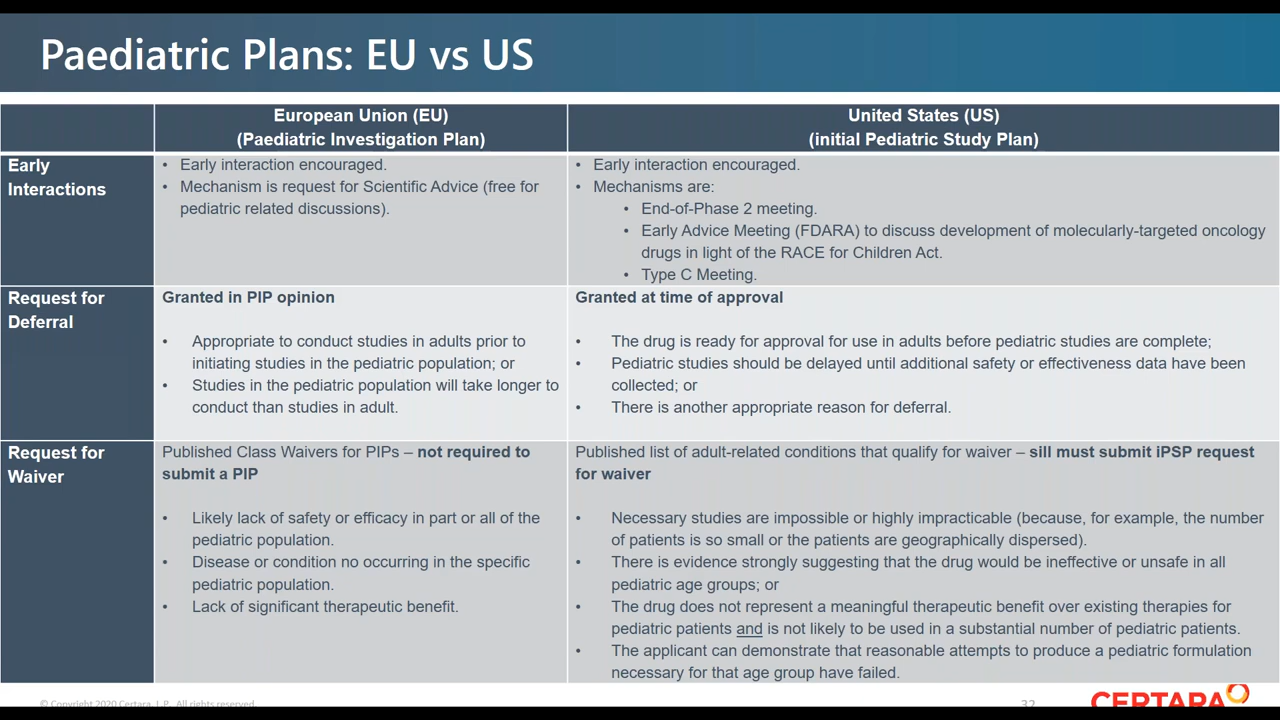 Paediatric Plans: EU vs US
European Union (EU)
(Paediatric Investigation Plan)
United States (US)
(initial Pediatric Study Plan)
Early
Interactions
• Early interaction encouraged.
• Mechanism is request for Scientific Advice (free for
pediatric related discussions).
• Early interaction encouraged.
• Mechanisms are:
• End-of-Phase 2 meeting.
• Early Advice Meeting (FDARA) to discuss development of molecularly-targeted oncology
drugs in light of the RACE for Children Act.
• Type C Meeting.
Request for
Deferral
Granted in PIP opinion
• Appropriate to conduct studies in adults prior to
initiating studies in the pediatric population; or
• Studies in the pediatric population will take longer to
conduct than studies in adult.
Granted at time of approval
• The drug is ready for approval for use in adults before pediatric studies are complete;
• Pediatric studies should be delayed until additional safety or effectiveness data have been
collected; or
• There is another appropriate reason for deferral.
Request for
Waiver
Published Class Waivers for PIPs – not required to
submit a PIP
• Likely lack of safety or efficacy in part or all of the
pediatric population.
• Disease or condition no occurring in the specific
pediatric population.
• Lack of significant therapeutic benefit.
Published list of adult-related conditions that qualify for waiver – sill must submit iPSP request
for waiver
• Necessary studies are impossible or highly impracticable (because, for example, the number
of patients is so small or the patients are geographically dispersed).
• There is evidence strongly suggesting that the drug would be ineffective or unsafe in all
pediatric age groups; or
• The drug does not represent a meaningful therapeutic benefit over existing therapies for
pediatric patients and is not likely to be used in a substantial number of pediatric patients.
• The applicant can demonstrate that reasonable attempts to produce a pediatric formulation
necessary for that age group have failed.
© Copyright 2020 Certara, L.P. All rights reserved.
32
CERTARA